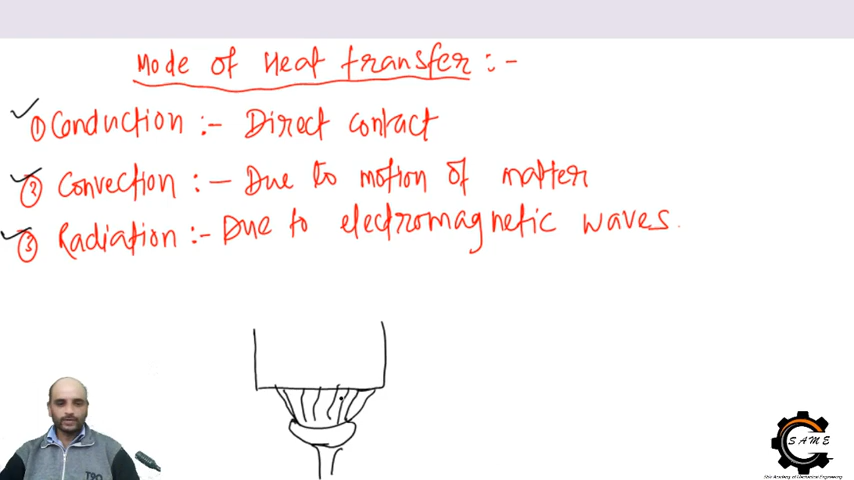 Mode of Heat transfer :-
① Conduction :- Direct contact
② Convection :- Due to motion of matter
③ Radiation :- Due to electromagnetic waves.
SAME